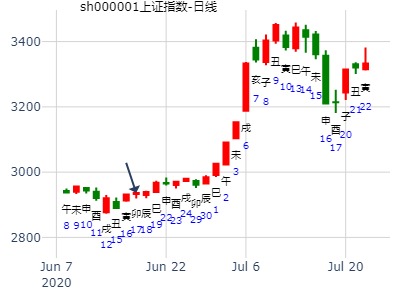 sh000001上证指数-日线
3400
3200
3000
2800
午 未 申 酉 戌 丑 寅 卯 辰 巳 申 酉 戌 卯 辰 巳 午 未 戌 亥 子 丑 寅 巳 午 未 申 酉 子 丑 寅
8 9 10 11 12 15 16 17 18 19 22 23 24 29 30 1 2 3 6 7 8 9 10 13 14 15 16 17 20 21 22
Jun 7 Jun 22 Jul 6 Jul 20
2020